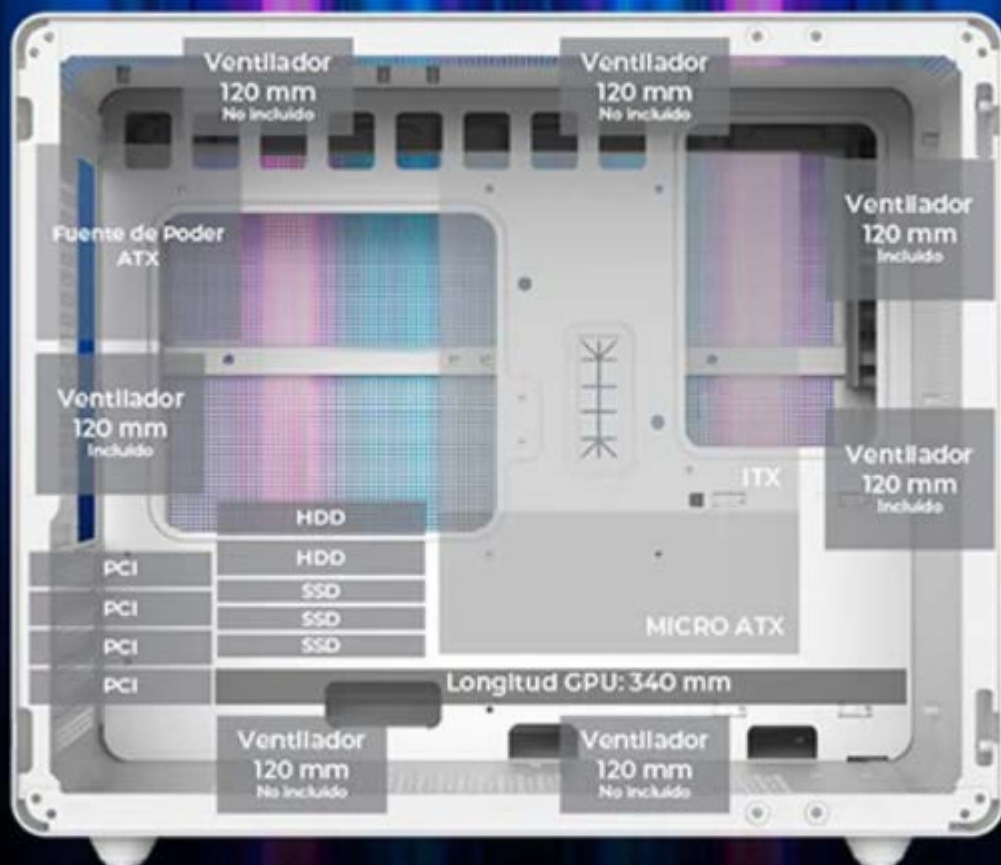 Ventilador
120 mm
No incluido
Ventilador
120 mm
No incluido
Fuente de Poder
ATX
Ventilador
120 mm
Incluido
Ventilador
120 mm
Incluido
Ventilador
120 mm
Incluido
ITX
HDD
HDD
SSD
SSD
SSD
PCI
PCI
PCI
PCI
MICRO ATX
Longitud GPU: 340 mm
Ventilador
120 mm
No incluido
Ventilador
120 mm
No incluido